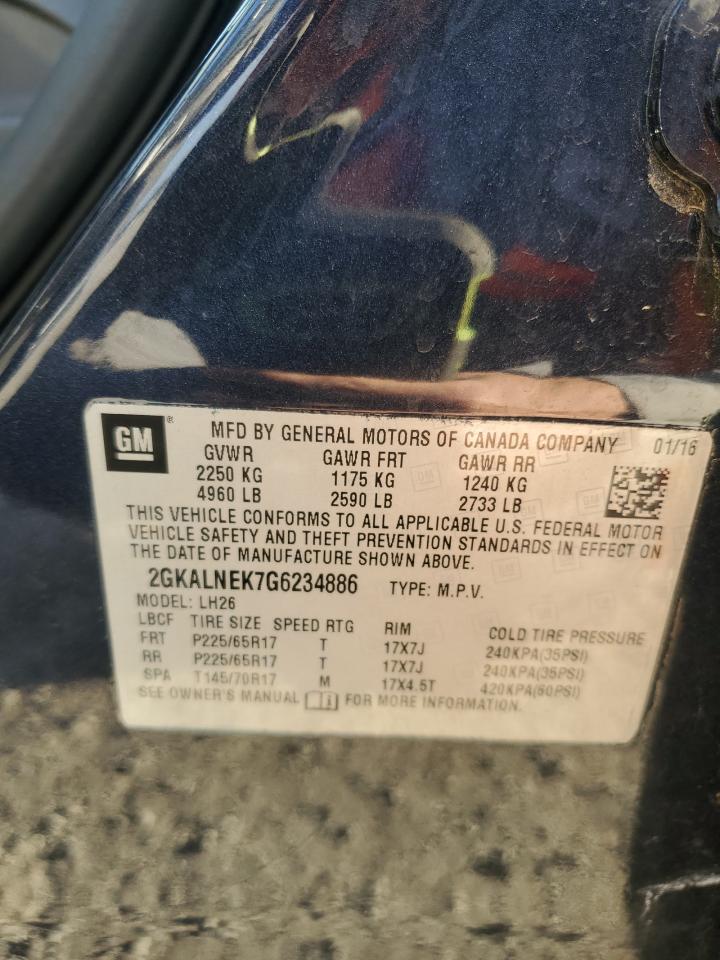 GM ®
MFD BY GENERAL MOTORS OF CANADA COMPANY 01/16
GVWR GAWR FRT GAWR RR
2250 KG 1175 KG 1240 KG
4960 LB 2590 LB 2733 LB
THIS VEHICLE CONFORMS TO ALL APPLICABLE U.S. FEDERAL MOTOR
VEHICLE SAFETY AND THEFT PREVENTION STANDARDS IN EFFECT ON
THE DATE OF MANUFACTURE SHOWN ABOVE.
2GKALNEK7G6234886 TYPE: M.P.V.
MODEL: LH26
LBCF TIRE SIZE SPEED RTG RIM COLD TIRE PRESSURE
FRT P225/65R17 T 17X7J 240KPA(35PSI)
RR P225/65R17 T 17X7J 240KPA(35PSI)
SPA T145/70R17 M 17X4.5T 420KPA(60PSI)
SEE OWNER'S MANUAL FOR MORE INFORMATION.